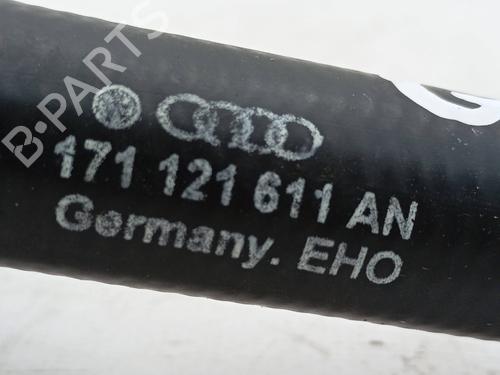 B-PARTS
171 121 611 AN
Germany. EHO